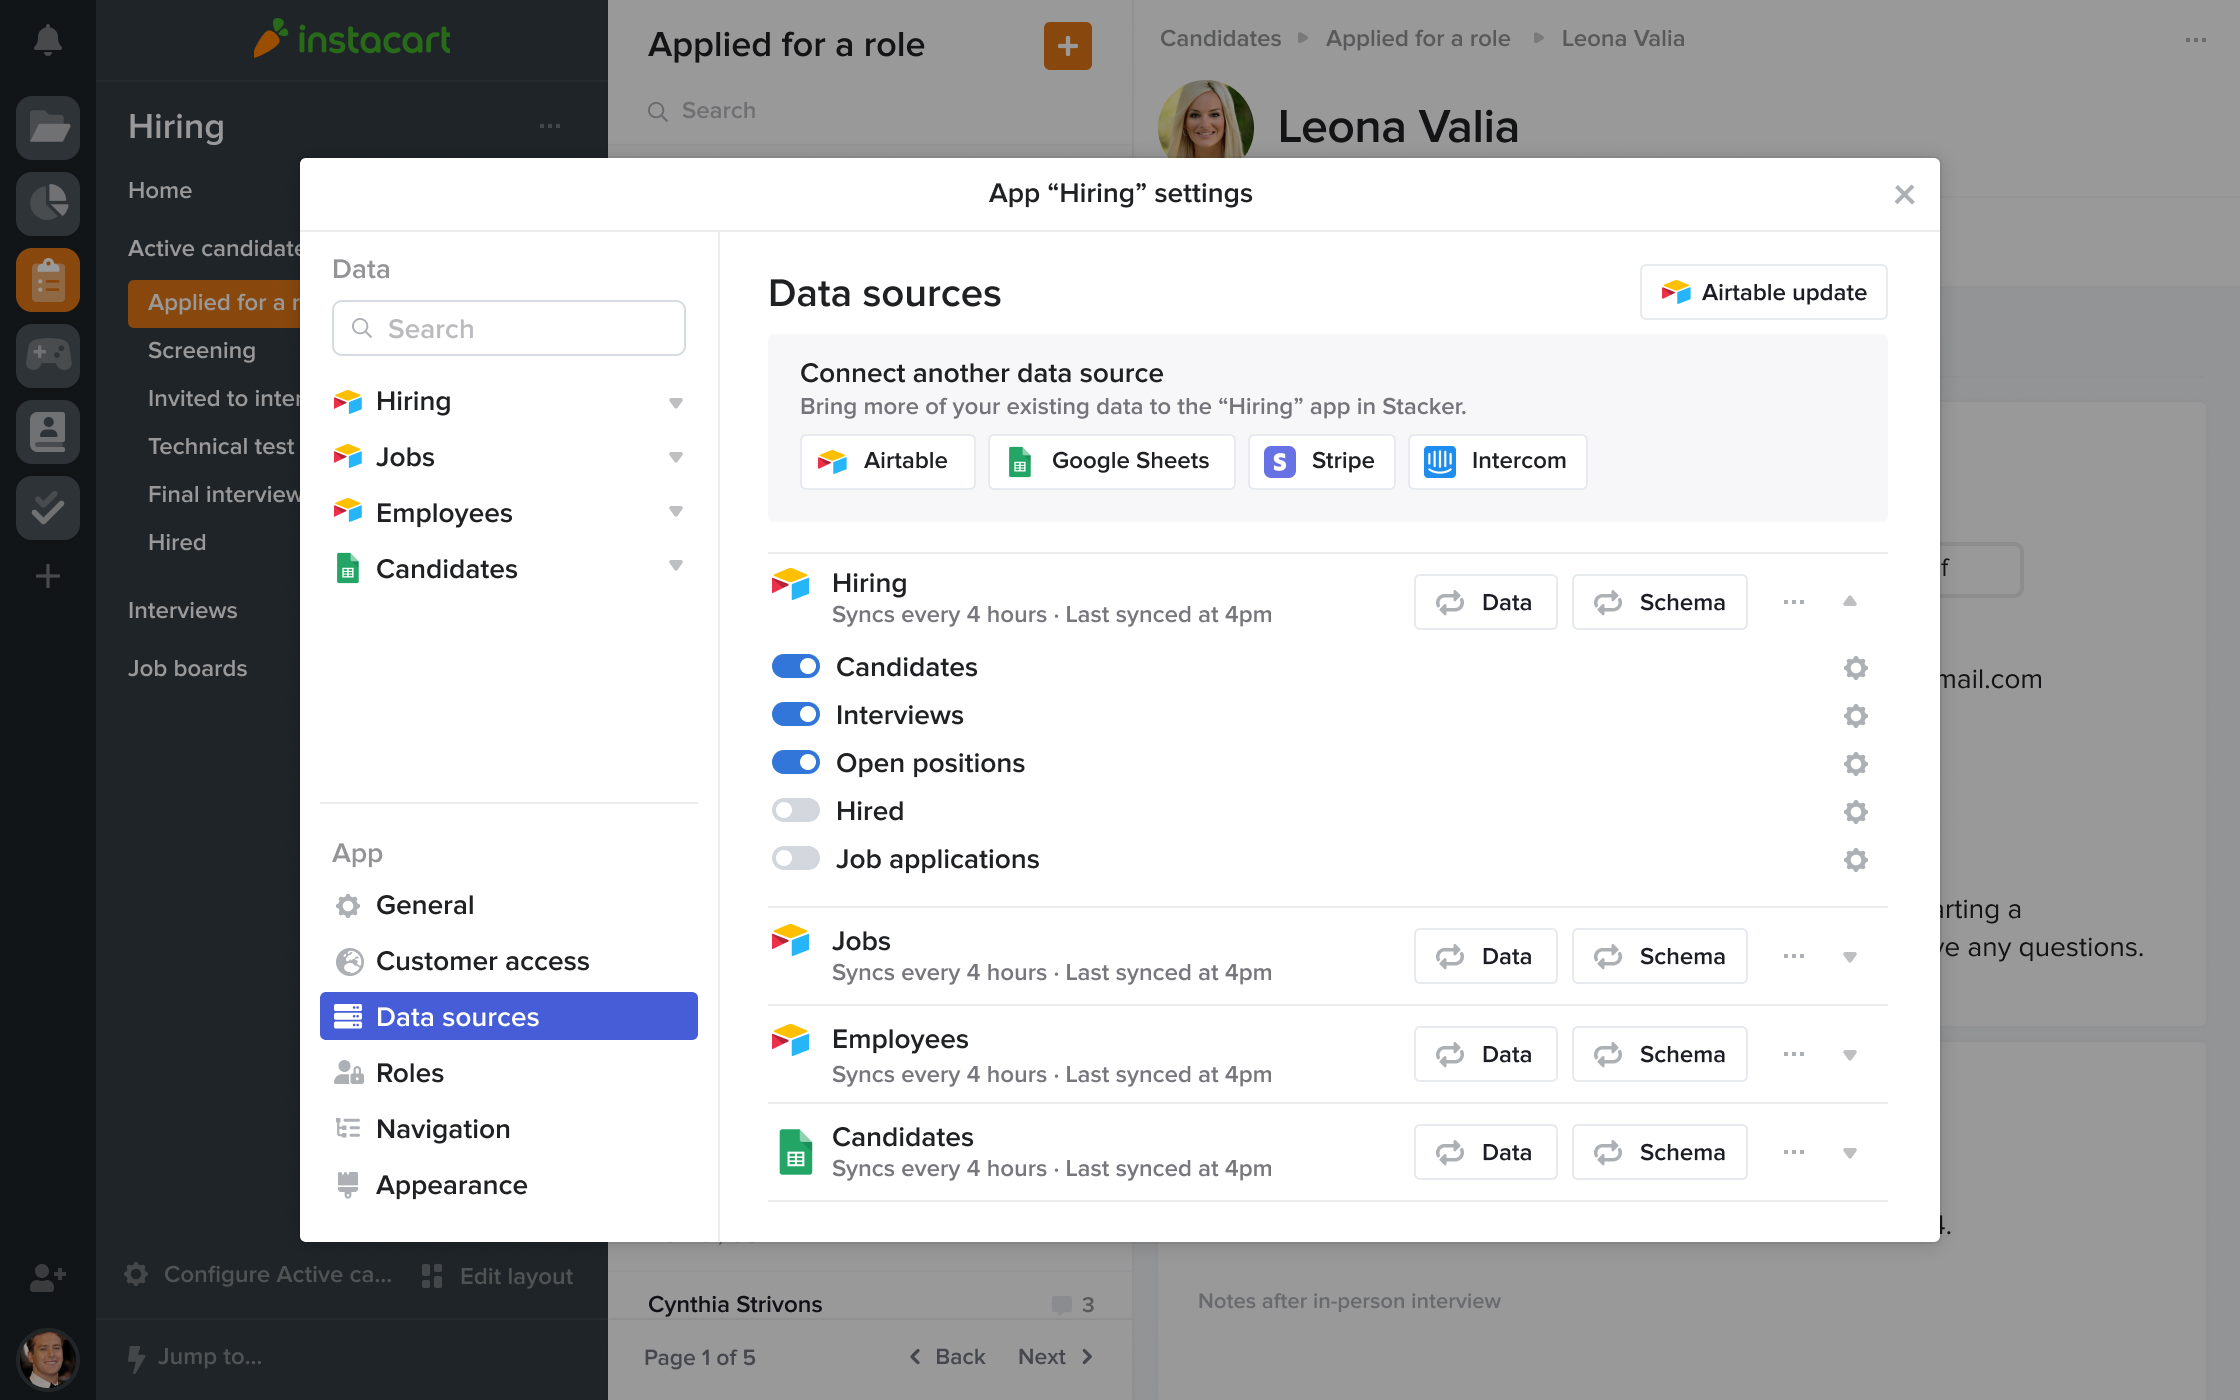 instacart
Hiring
Home
Active candidate
Applied for a r
Screening
Invited to inter
Technical test
Final interview
Hired
Interviews
Job boards
Configure Active ca...
Edit layout
Jump to...
Applied for a role
Search
Cynthia Strivons
3
Page 1 of 5
Back
Next
Candidates
Applied for a role
Leona Valia
Leona Valia
App “Hiring” settings
Data
Search
Hiring
Jobs
Employees
Candidates
App
General
Customer access
Data sources
Roles
Navigation
Appearance
Data sources
Airtable update
Connect another data source
Bring more of your existing data to the “Hiring” app in Stacker.
Airtable
Google Sheets
S
Stripe
Intercom
Hiring
Syncs every 4 hours · Last synced at 4pm
Data
Schema
Candidates
Interviews
Open positions
Hired
Job applications
Jobs
Syncs every 4 hours · Last synced at 4pm
Data
Schema
Employees
Syncs every 4 hours · Last synced at 4pm
Data
Schema
Candidates
Syncs every 4 hours · Last synced at 4pm
Data
Schema
f
mail.com
arting a
ve any questions.
4.
Notes after in-person interview